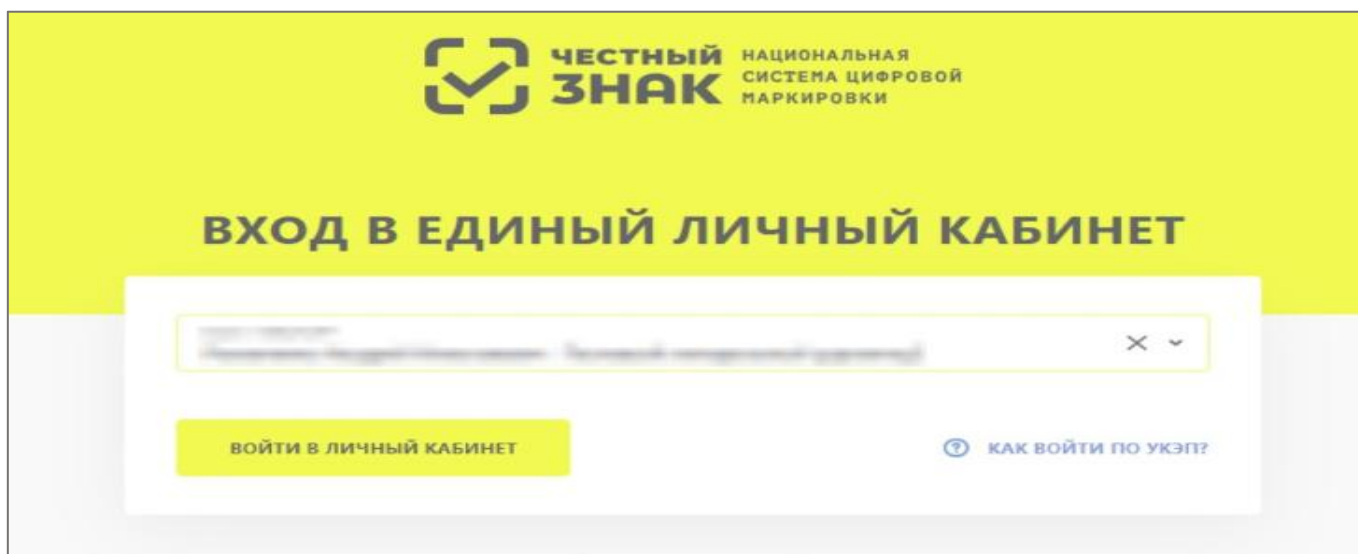 ЧЕСТНЫЙ
ЗНАК
НАЦИОНАЛЬНАЯ
СИСТЕМА ЦИФРОВОЙ
МАРКИРОВКИ
ВХОД В ЕДИНЫЙ ЛИЧНЫЙ КАБИНЕТ
ВОЙТИ В ЛИЧНЫЙ КАБИНЕТ
КАК ВОЙТИ ПО УКЭП?